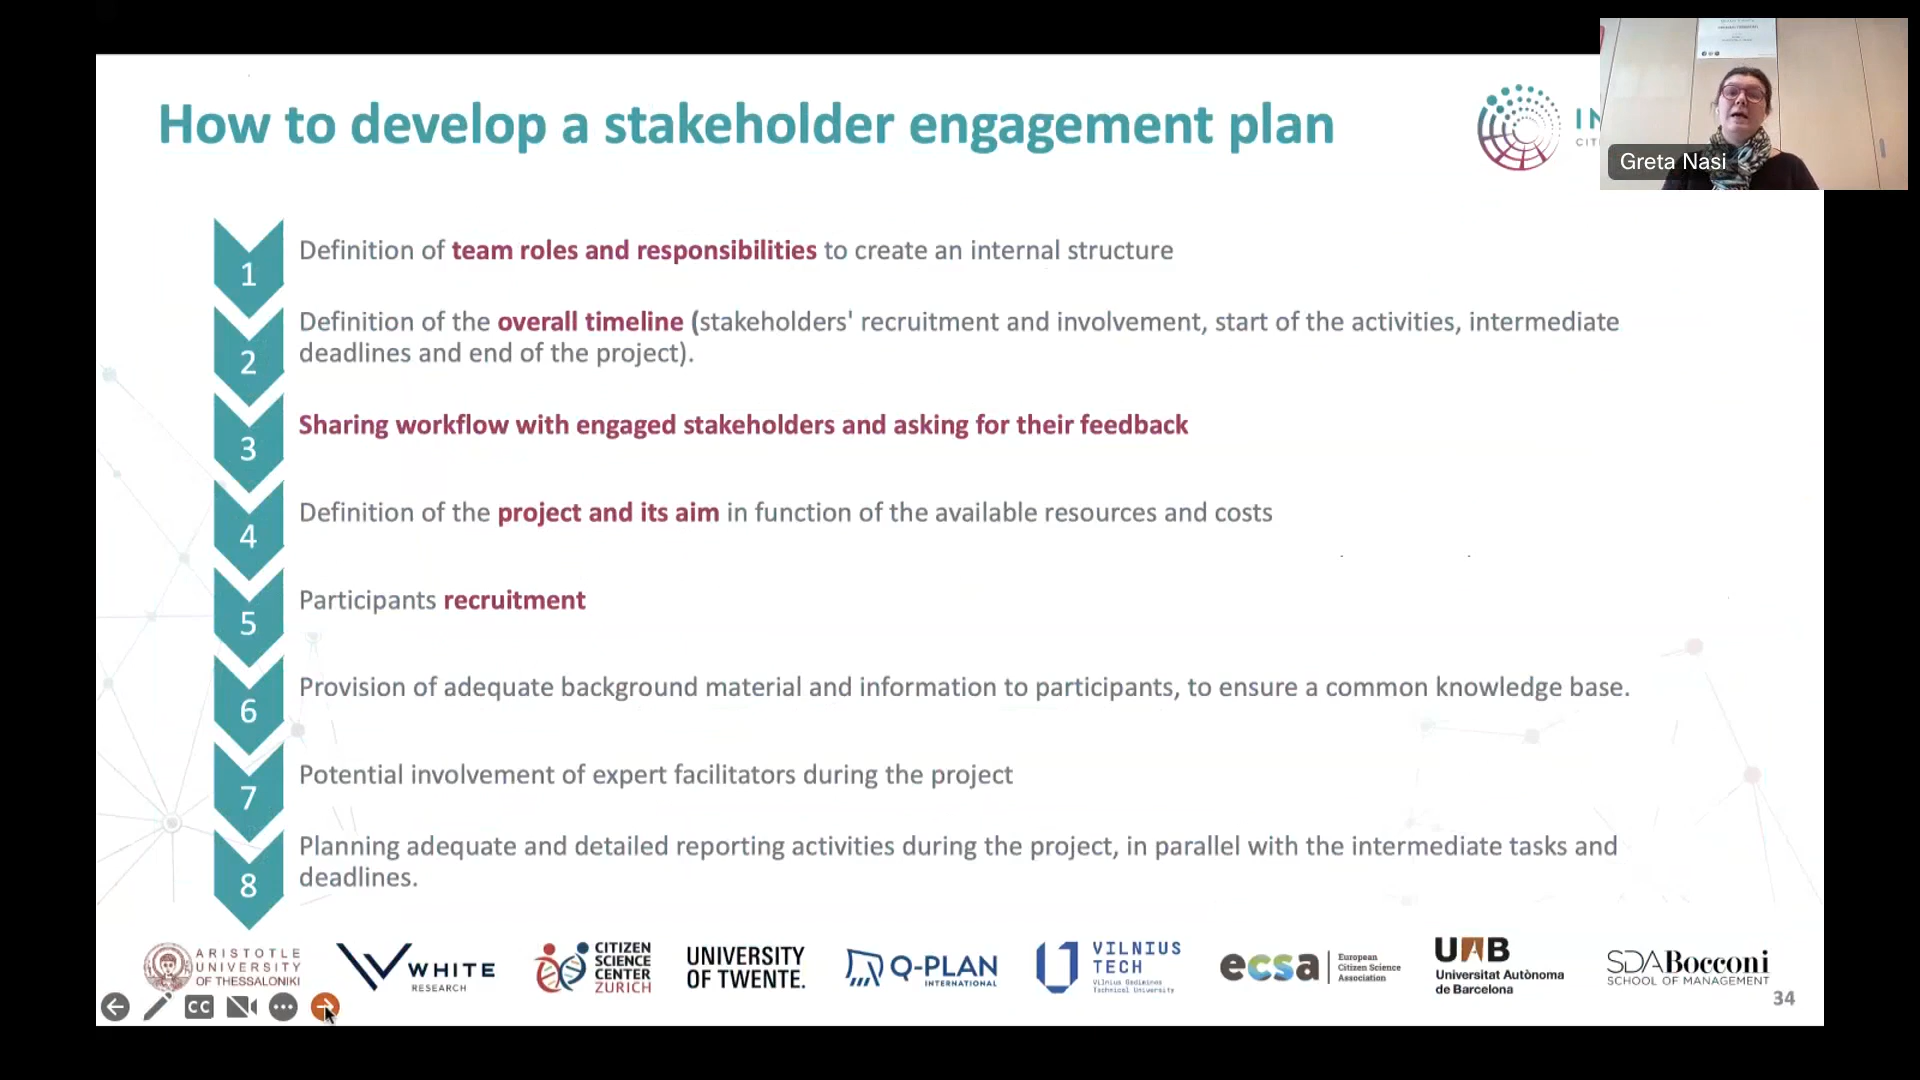 How to develop a stakeholder engagement plan
IN
CIT
Greta Nasi
1
Definition of team roles and responsibilities to create an internal structure
2
Definition of the overall timeline (stakeholders' recruitment and involvement, start of the activities, intermediate
deadlines and end of the project).
3
Sharing workflow with engaged stakeholders and asking for their feedback
4
Definition of the project and its aim in function of the available resources and costs
5
Participants recruitment
6
Provision of adequate background material and information to participants, to ensure a common knowledge base.
7
Potential involvement of expert facilitators during the project
8
Planning adequate and detailed reporting activities during the project, in parallel with the intermediate tasks and
deadlines.
ARISTOTLE
UNIVERSITY
OF THESSALONIKI
WHITE
RESEARCH
CITIZEN
SCIENCE
CENTER
ZURICH
UNIVERSITY
OF TWENTE.
Q-PLAN
INTERNATIONAL
VILNIUS
TECH
Vilnius Gediminas
Technical University
ecsa
European
Citizen Science
Association
UAB
Universitat Autònoma
de Barcelona
SDA Bocconi
SCHOOL OF MANAGEMENT
CC
34